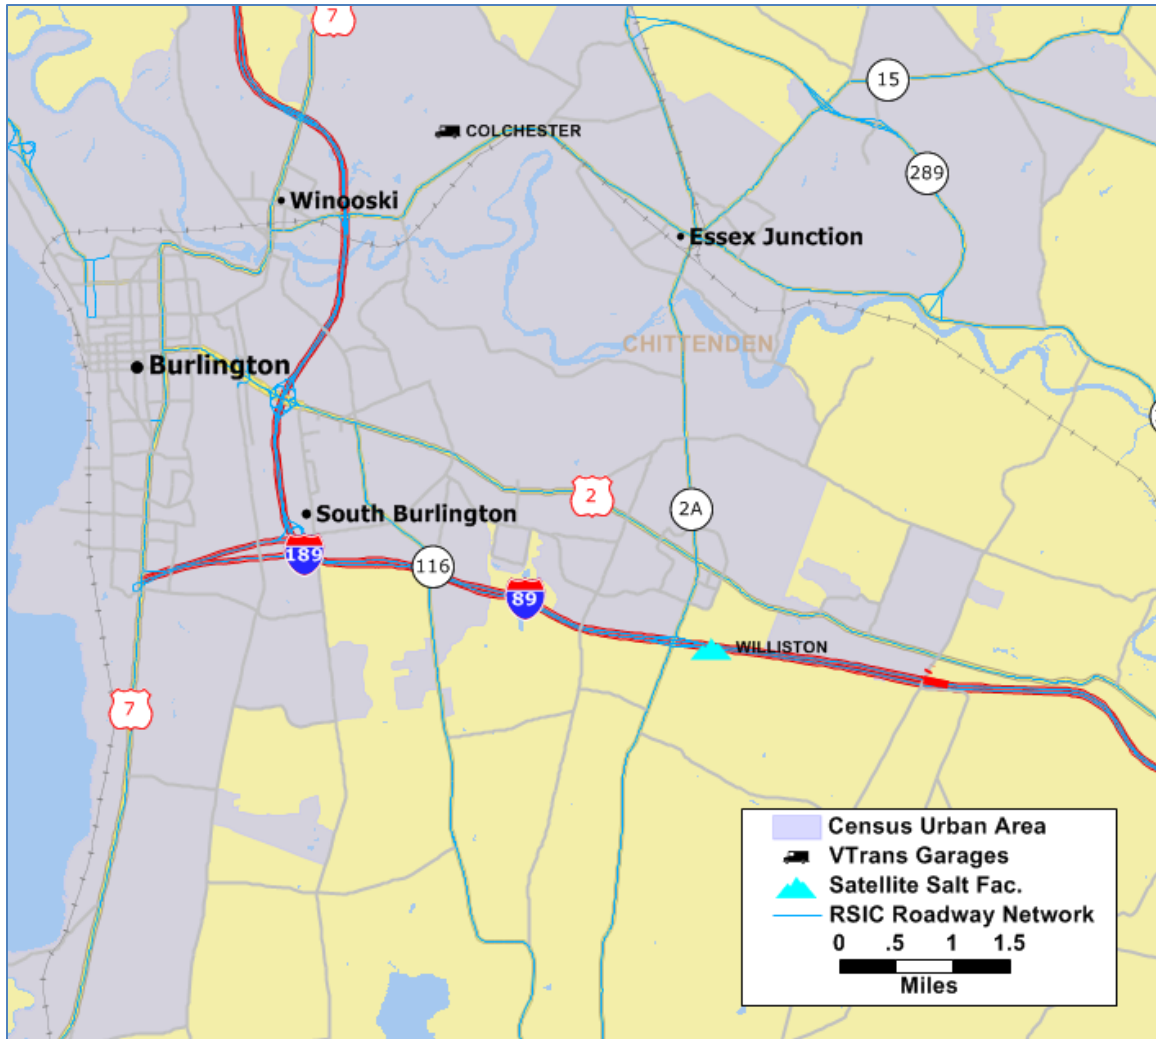 7
15
COLCHESTER
289
Winooski
Essex Junction
CHITTENDEN
Burlington
2
2A
South Burlington
189
116
89
WILLISTON
7
Census Urban Area
VTrans Garages
Satellite Salt Fac.
RSIC Roadway Network
0 .5 1 1.5
Miles